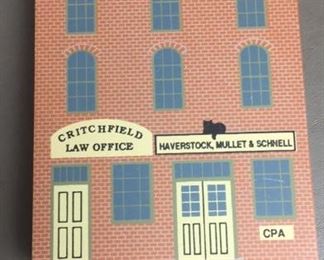 CRITCHFIELD
LAW OFFICE
HAVERSTOCK, MULLET & SCHNELL
CPA